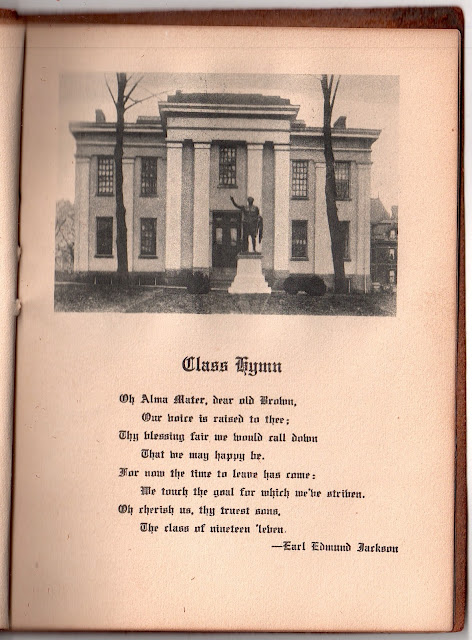 Class Hymn
Oh Alma Mater, dear old Brown,
Our voice is raised to thee;
Thy blessing fair we would call down
That we may happy be.
For now the time to leave has come:
We touch the goal for which we've striven.
Oh cherish us, thy truest sons,
The class of nineteen 'leven.
—Earl Edmund Jackson